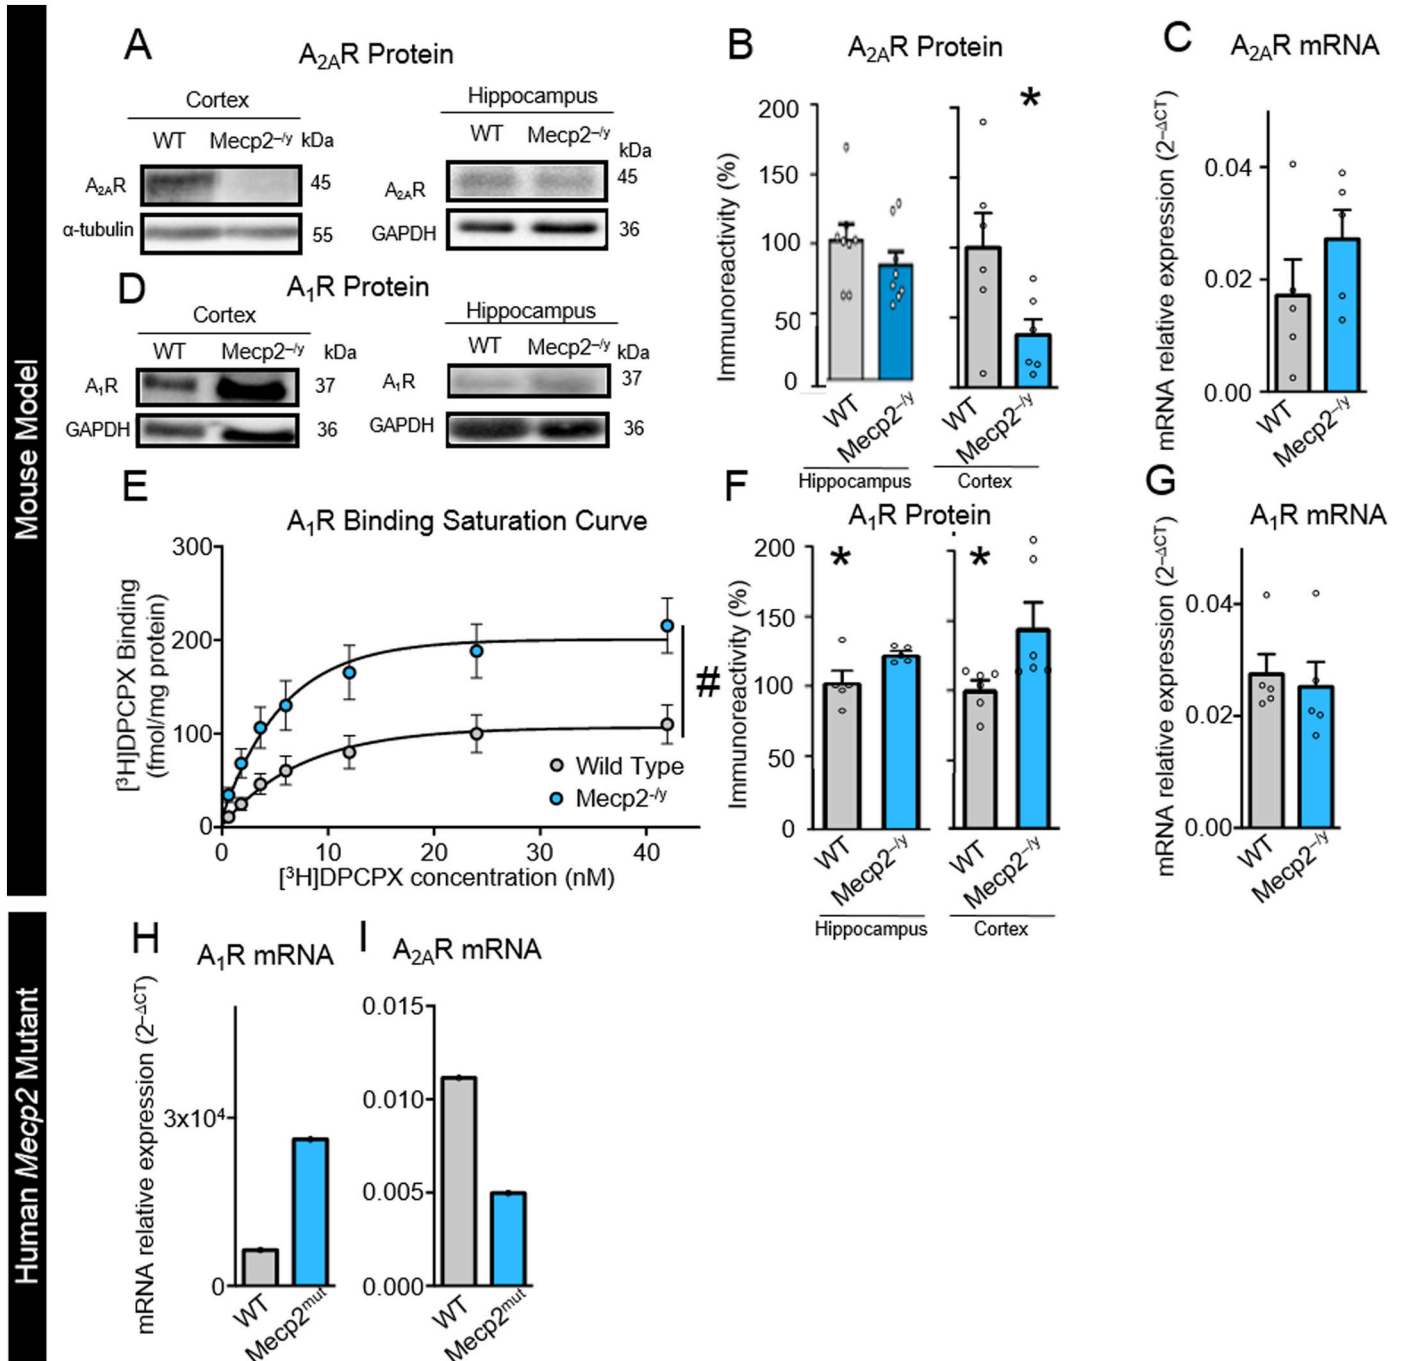 Mouse Model
A
A2AR Protein
Cortex
WT Mecp2–/y kDa
A2AR 45
α-tubulin 55
Hippocampus
WT Mecp2–/y
kDa
A2AR 45
GAPDH 36
B
A2AR Protein
Immunoreactivity (%)
200
150
100
50
0
*
WT
Mecp2–/y
Hippocampus
WT
Mecp2–/y
Cortex
C
A2AR mRNA
mRNA relative expression (2–ΔCT)
0.04
0.02
0.00
WT
Mecp2–/y
D
A1R Protein
Cortex
WT Mecp2–/y kDa
A1R 37
GAPDH 36
Hippocampus
WT Mecp2–/y kDa
A1R 37
GAPDH 36
E
A1R Binding Saturation Curve
[3H]DPCPX Binding
(fmol/mg protein)
300
200
100
0
0 10 20 30 40
[3H]DPCPX concentration (nM)
Wild Type
Mecp2-/y
#
F
A1R Protein
Immunoreactivity (%)
200
150
100
50
0
* *
WT
Mecp2–/y
Hippocampus
WT
Mecp2–/y
Cortex
G
A1R mRNA
mRNA relative expression (2–ΔCT)
0.04
0.02
0.00
WT
Mecp2–/y
Human Mecp2 Mutant
H
A1R mRNA
mRNA relative expression (2–ΔCT)
3x10⁴
0
WT
Mecp2mut
I
A2AR mRNA
0.015
0.010
0.005
0.000
WT
Mecp2mut